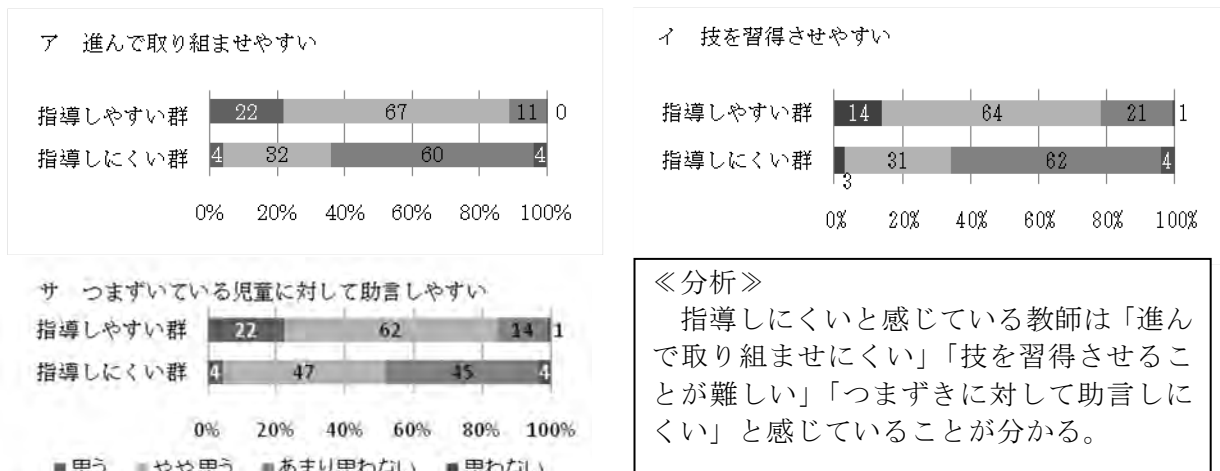 ア 進んで取り組ませやすい
指導しやすい群 22 67 11 0
指導しにくい群 4 32 60 4
0% 20% 40% 60% 80% 100%
イ 技を習得させやすい
指導しやすい群 14 64 21 1
指導しにくい群 3 31 62 4
0% 20% 40% 60% 80% 100%
サ つまずいている児童に対して助言しやすい
指導しやすい群 22 62 14 1
指導しにくい群 4 47 45 4
0% 20% 40% 60% 80% 100%
■思う ■やや思う ■あまり思わない ■思わない
≪分析≫
指導しにくいと感じている教師は「進ん
で取り組ませにくい」「技を習得させるこ
とが難しい」「つまずきに対して助言しに
くい」と感じていることが分かる。